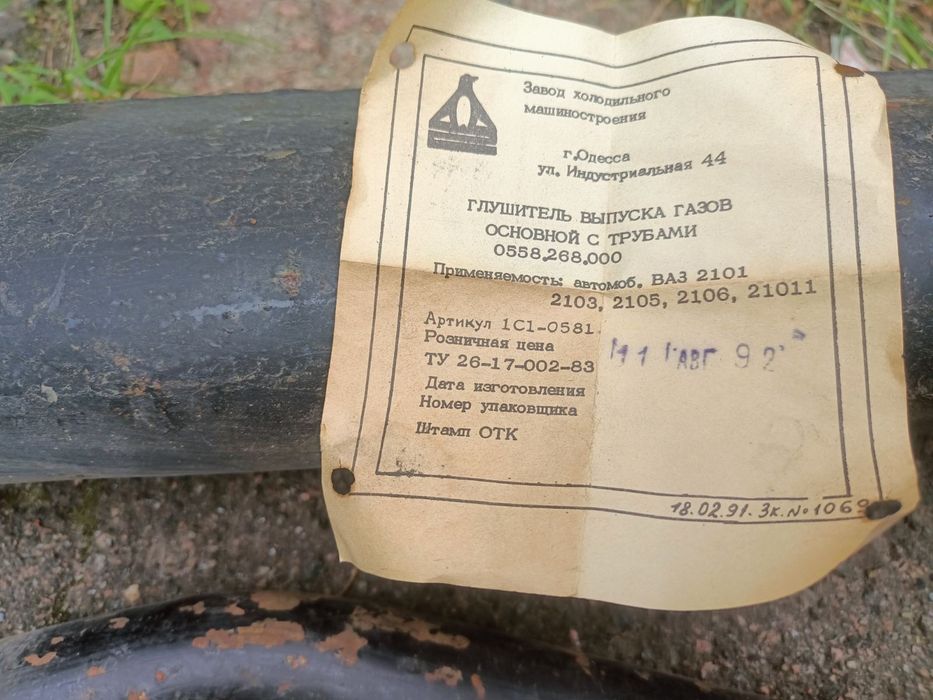 Завод холодильного
машиностроения
г.Одесса
ул. Индустриальная 44
ГЛУШИТЕЛЬ ВЫПУСКА ГАЗОВ
ОСНОВНОЙ С ТРУБАМИ
0558.268.000
Применяемость: автомоб. ВАЗ 2101
2103, 2105, 2106, 21011
Артикул 1С1-0581
Розничная цена
ТУ 26-17-002-83
11 АВГ 92
Дата изготовления
Номер упаковщика
Штамп ОТК
18.02.91. Зк.№1069